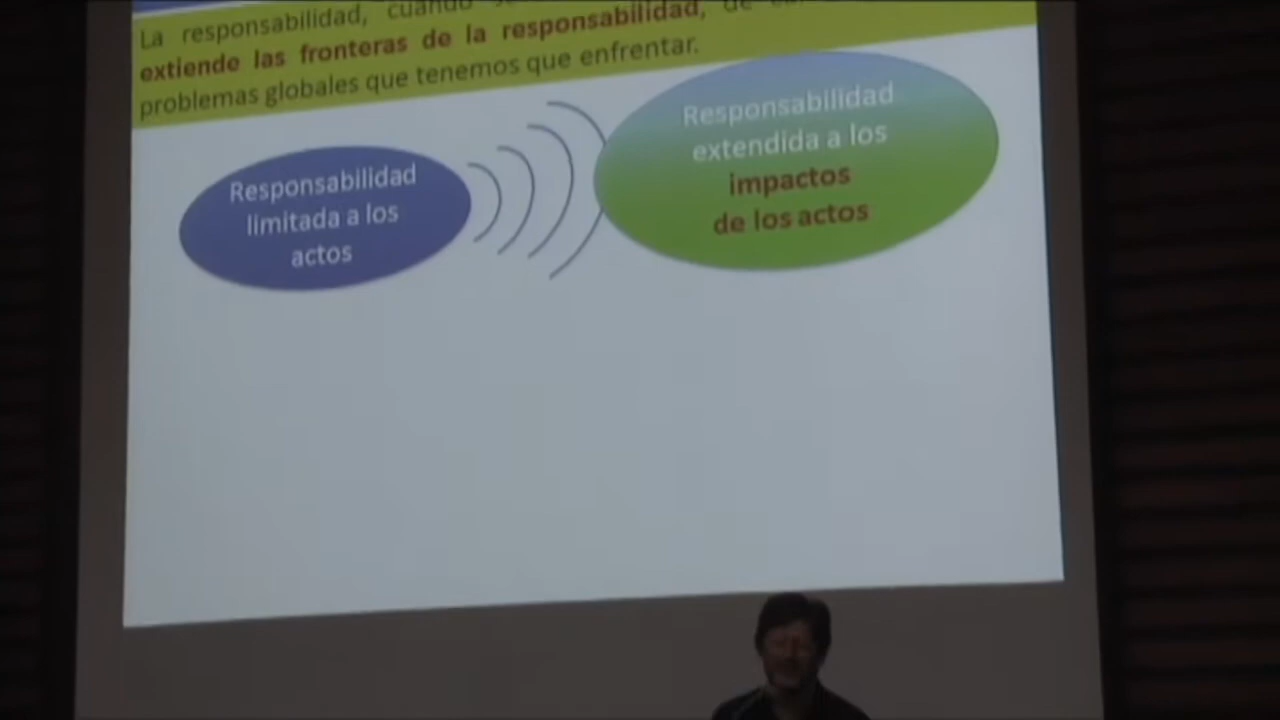 La responsabilidad, cuando
extiende las fronteras de la responsabilidad, de
problemas globales que tenemos que enfrentar.
Responsabilidad
limitada a los
actos
Responsabilidad
extendida a los
impactos
de los actos